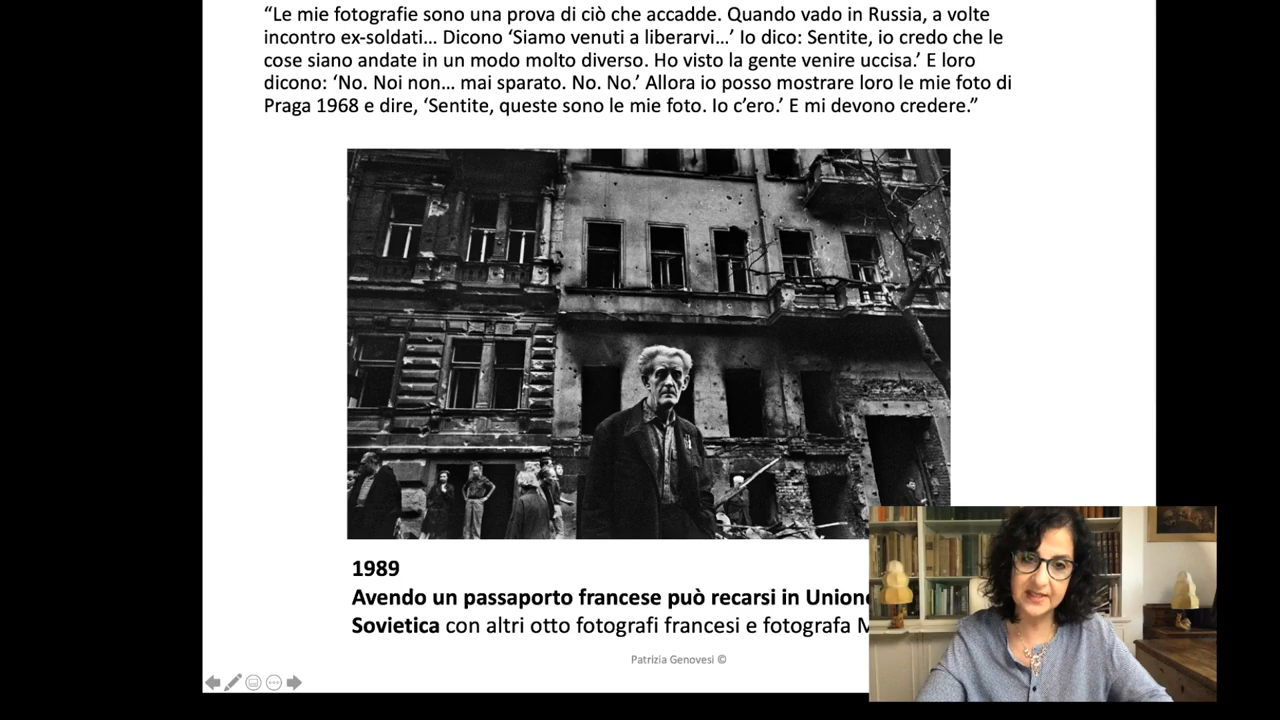 “Le mie fotografie sono una prova di ciò che accadde. Quando vado in Russia, a volte
incontro ex-soldati… Dicono ‘Siamo venuti a liberarvi…’ Io dico: Sentite, io credo che le
cose siano andate in un modo molto diverso. Ho visto la gente venire uccisa.’ E loro
dicono: ‘No. Noi non… mai sparato. No. No.’ Allora io posso mostrare loro le mie foto di
Praga 1968 e dire, ‘Sentite, queste sono le mie foto. Io c’ero.’ E mi devono credere.”
1989
Avendo un passaporto francese può recarsi in
Sovietica con altri otto fotografi francesi e fotografa
Patrizia Genovesi ©